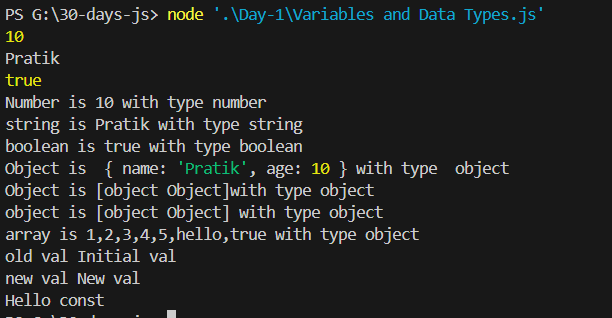 PS G:\30-days-js> node '.\Day-1\Variables and Data Types.js'
10
Pratik
true
Number is 10 with type number
string is Pratik with type string
boolean is true with type boolean
Object is  { name: 'Pratik', age: 10 } with type  object
Object is [object Object]with type object
object is [object Object] with type object
array is 1,2,3,4,5,hello,true with type object
old val Initial val
new val New val
Hello const